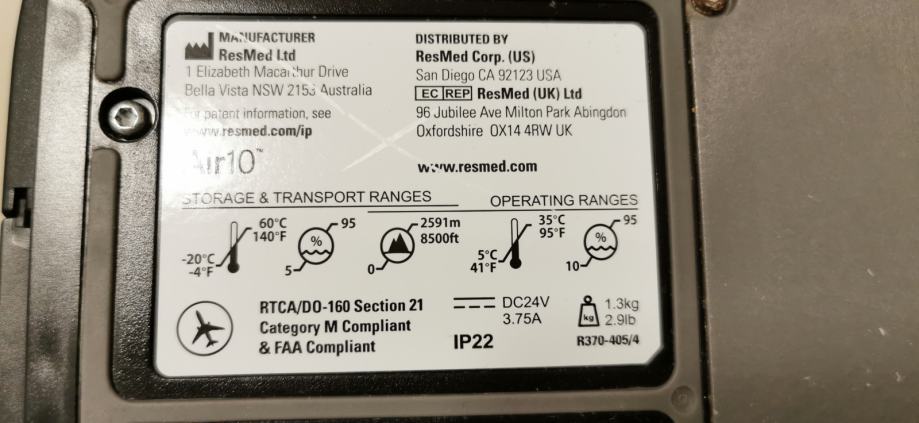 MANUFACTURER
ResMed Ltd
1 Elizabeth Macarthur Drive
Bella Vista NSW 2153 Australia
For patent information, see
www.resmed.com/ip
Air10™
DISTRIBUTED BY
ResMed Corp. (US)
San Diego CA 92123 USA
EC REP ResMed (UK) Ltd
96 Jubilee Ave Milton Park Abingdon
Oxfordshire OX14 4RW UK
www.resmed.com
STORAGE & TRANSPORT RANGES
60°C
140°F
-20°C
-4°F
95
%
5
2591m
8500ft
0
OPERATING RANGES
35°C
95°F
5°C
41°F
95
%
10
RTCA/DO-160 Section 21
Category M Compliant
& FAA Compliant
DC24V
3.75A
IP22
kg
1.3kg
2.9lb
R370-405/4